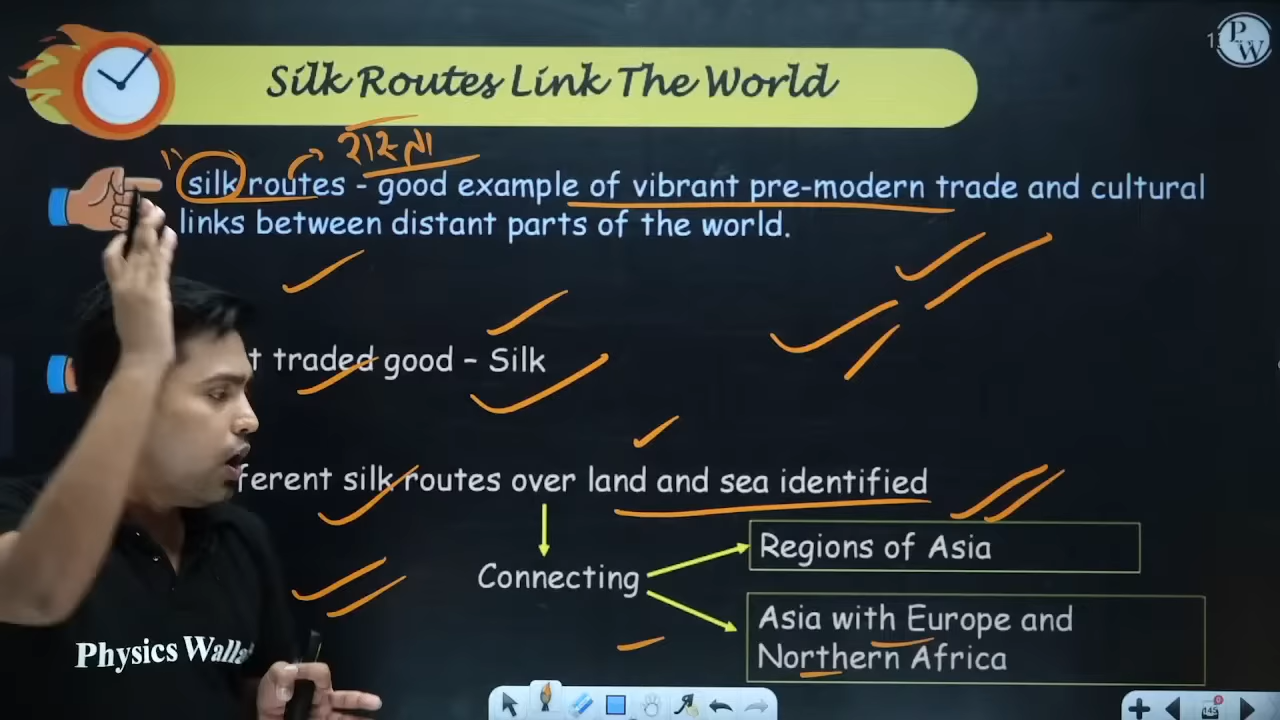 Silk Routes Link The World
PW
रास्ता
silk routes - good example of vibrant pre-modern trade and cultural
links between distant parts of the world.
traded good – Silk
silk routes over land and sea identified
Connecting
Regions of Asia
Asia with Europe and
Northern Africa
Physics
145